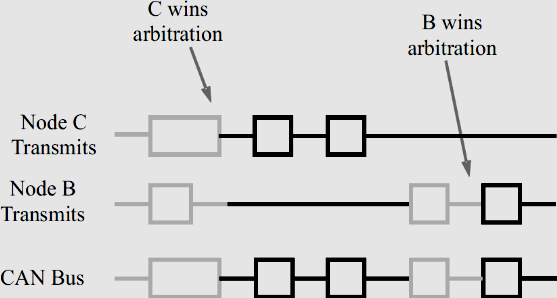 C wins
arbitration
B wins
arbitration
Node C
Transmits
Node B
Transmits
CAN Bus